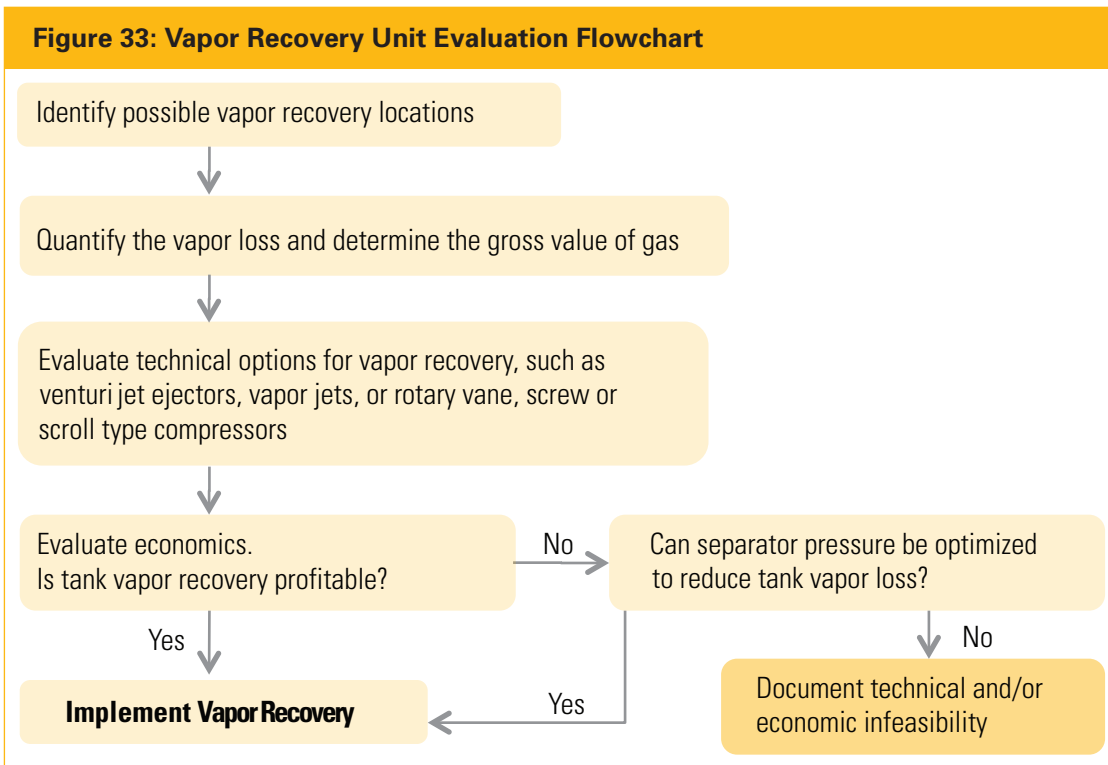 Figure 33: Vapor Recovery Unit Evaluation Flowchart
Identify possible vapor recovery locations
Quantify the vapor loss and determine the gross value of gas
Evaluate technical options for vapor recovery, such as
venturi jet ejectors, vapor jets, or rotary vane, screw or
scroll type compressors
Evaluate economics.
Is tank vapor recovery profitable?
No
Can separator pressure be optimized
to reduce tank vapor loss?
Yes
No
Implement Vapor Recovery
Yes
Document technical and/or
economic infeasibility